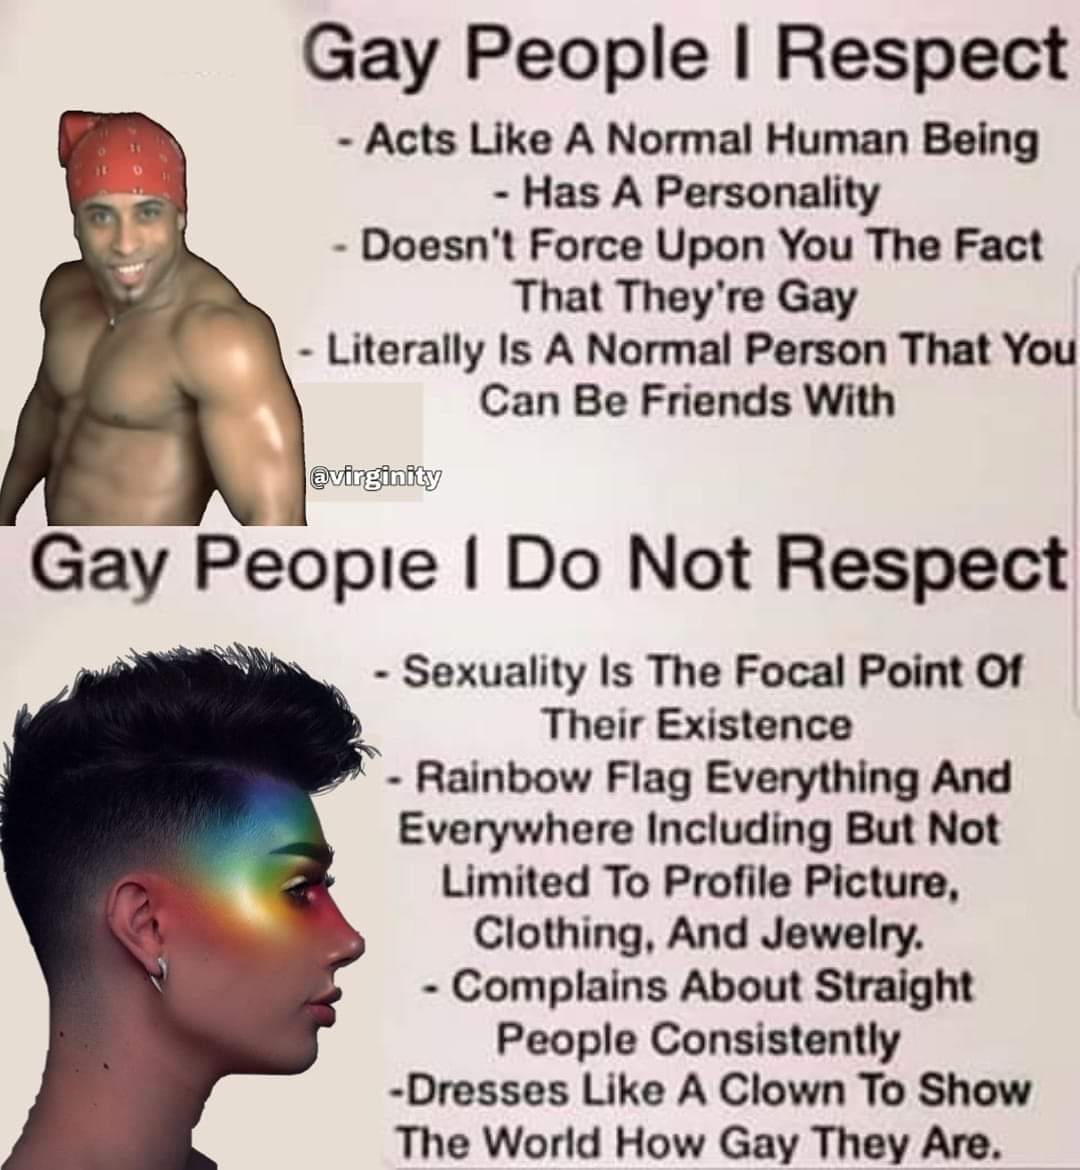 Gay People I Respect
- Acts Like A Normal Human Being
- Has A Personality
- Doesn't Force Upon You The Fact
That They're Gay
- Literally Is A Normal Person That You
Can Be Friends With
@virginity
Gay People I Do Not Respect
- Sexuality Is The Focal Point Of
Their Existence
- Rainbow Flag Everything And
Everywhere Including But Not
Limited To Profile Picture,
Clothing, And Jewelry.
- Complains About Straight
People Consistently
-Dresses Like A Clown To Show
The World How Gay They Are.